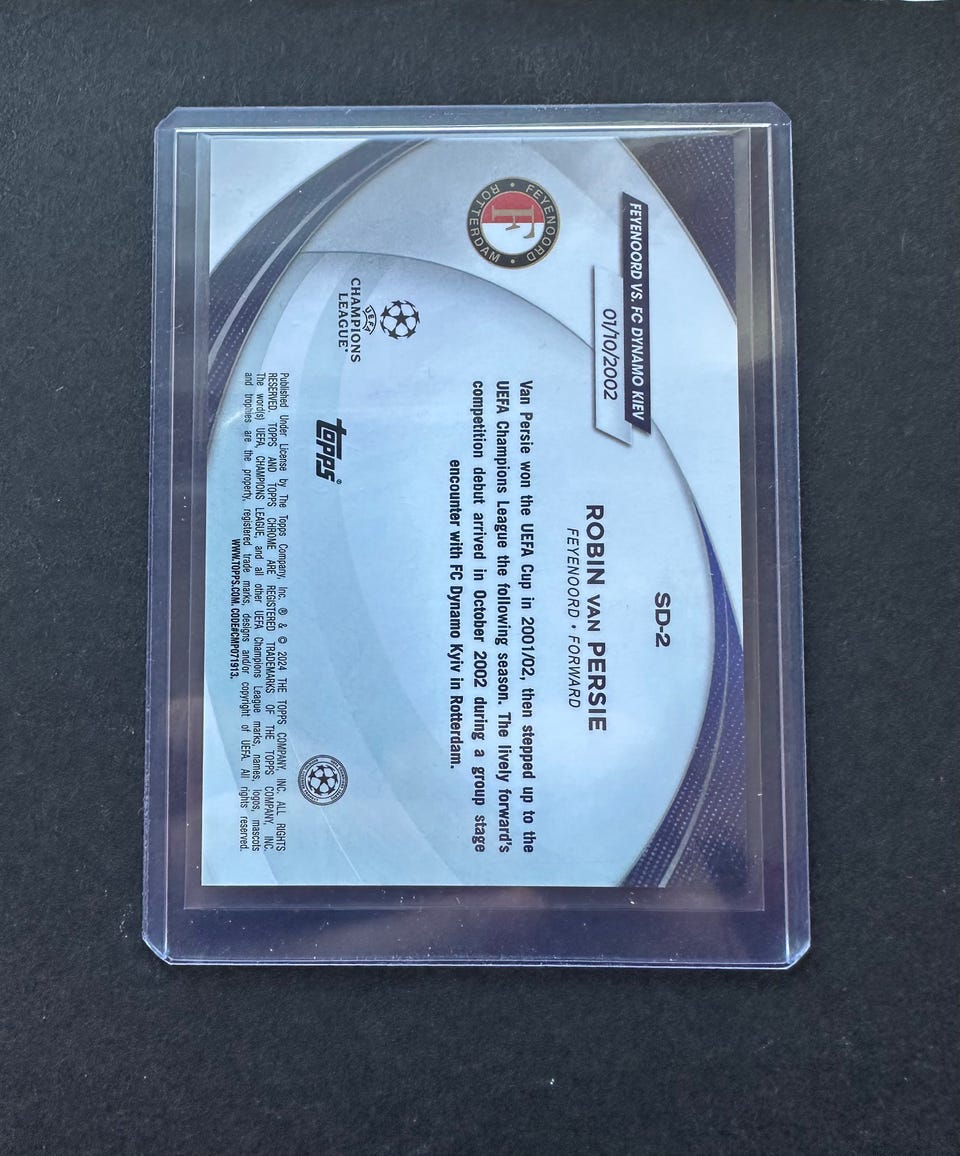 SD-2
FEYENOORD VS. FC DYNAMO KIEV
01/10/2002
ROBIN VAN PERSIE
FEYENOORD • FORWARD
FEYENOORD
F
ROTTERDAM
Van Persie won the UEFA Cup in 2001/02, then stepped up to the
UEFA Champions League the following season. The lively forward's
competition debut arrived in October 2002 during a group stage
encounter with FC Dynamo Kyiv in Rotterdam.
UEFA
CHAMPIONS
LEAGUE®
topps®
Published Under License by The Topps Company, Inc. ® & © 2024 THE TOPPS COMPANY, INC. ALL RIGHTS
RESERVED. TOPPS AND TOPPS CHROME ARE REGISTERED TRADEMARKS OF THE TOPPS COMPANY, INC.
The word(s) UEFA, CHAMPIONS LEAGUE, and all other UEFA Champions League marks, names, logos, mascots
and trophies are the property, registered trade marks, designs and/or copyright of UEFA. All rights reserved.
WWW.TOPPS.COM. CODE#CMP071913.